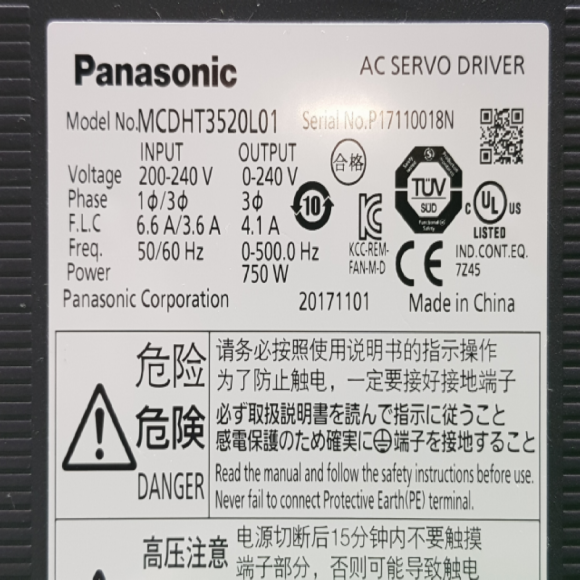 Panasonic AC SERVO DRIVER
Model No.MCDHT3520L01 Serial No.P17110018N
INPUT OUTPUT
Voltage 200-240 V 0-240 V
Phase 1ϕ/3ϕ 3ϕ
F.L.C 6.6 A/3.6 A 4.1 A
Freq. 50/60 Hz 0-500.0 Hz
Power 750 W
合格
10
KCC-REM-
FAN-M-D
TÜV
SÜD
C UL US
LISTED
IND.CONT.EQ.
7Z45
CE
Panasonic Corporation 20171101 Made in China
危险
危険
DANGER
请务必按照使用说明书的指示操作
为了防止触电，一定要接好接地端子
必ず取扱説明書を読んで指示に従うこと
感電保護のため確実に⏚端子を接地すること
Read the manual and follow the safety instructions before use.
Never fail to connect Protective Earth(PE) terminal.
高压注意
电源切断后15分钟内不要触摸
端子部分，否则可能导致触电